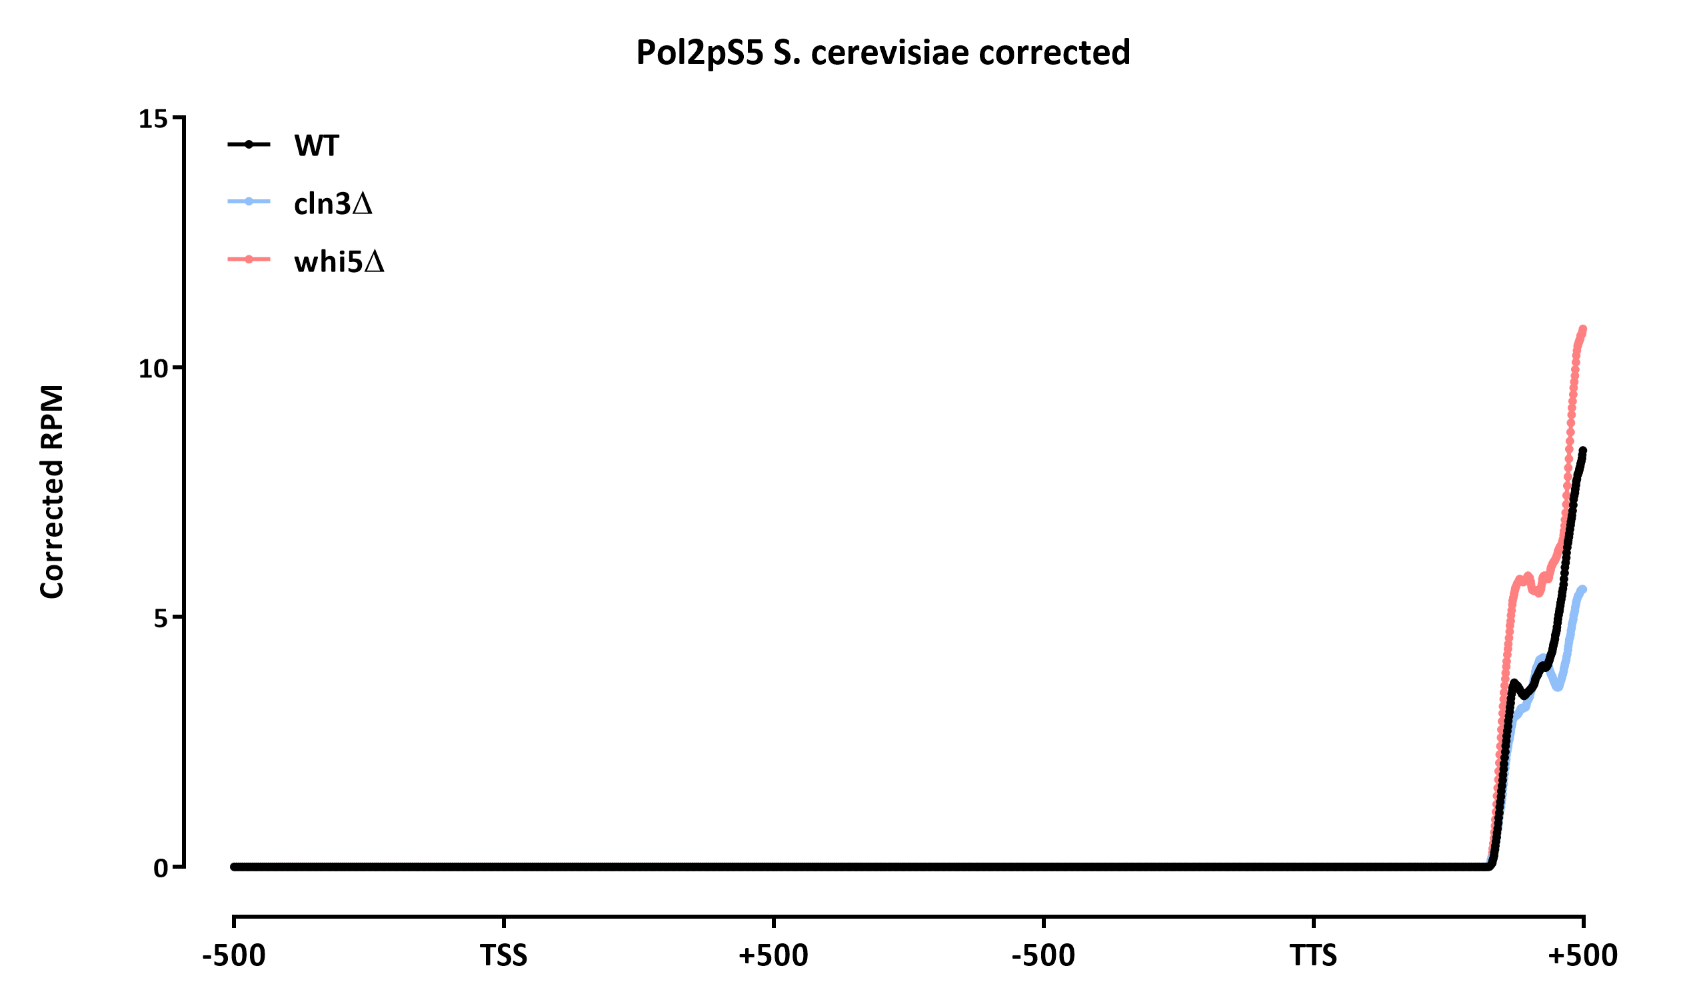 Pol2pS5 S. cerevisiae corrected
15
WT
cln3Δ
whi5Δ
10
Corrected RPM
5
0
-500 TSS +500 -500 TTS +500